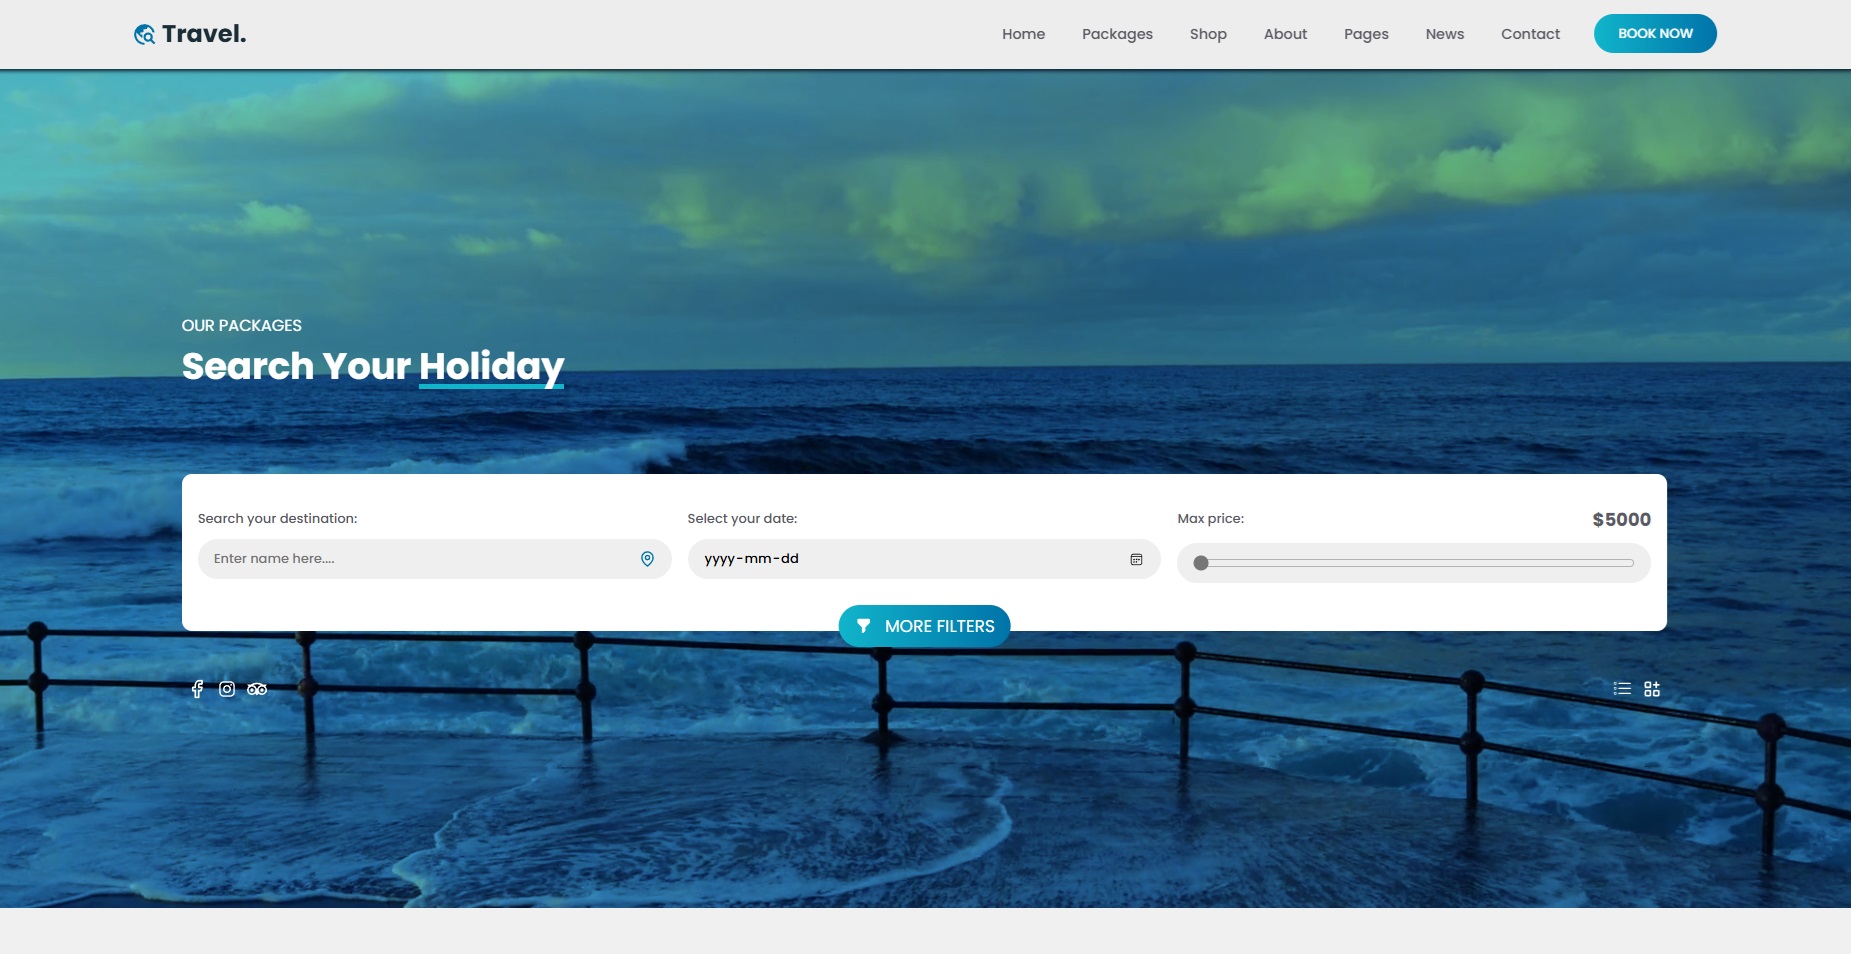 Travel.
Home Packages Shop About Pages News Contact BOOK NOW
OUR PACKAGES
Search Your Holiday
Search your destination: Select your date: Max price: $5000
Enter name here.... yyyy-mm-dd
MORE FILTERS